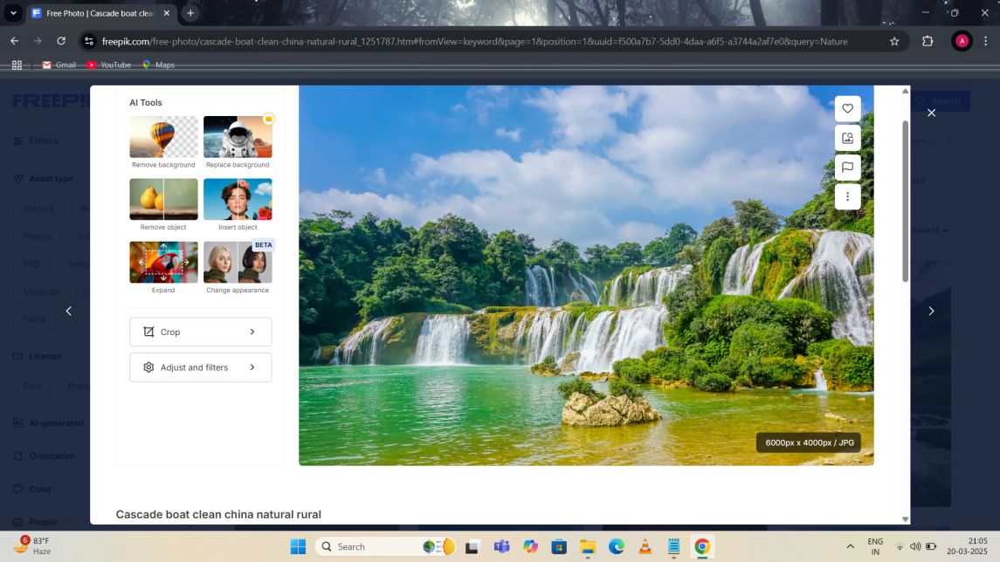 Free Photo | Cascade boat clean
freepik.com/free-photo/cascade-boat-clean-china-natural-rural_1251787.htm#fromView=keyword&page=1&position=1&uuid=f500a7b7-5dd0-4daa-a6f5-a3744a2af7e0&query=Nature
A
Gmail YouTube Maps
FREEPI
Search
Filters
Asset type
Vectors
Photos
PSD
Mockups
Fonts
License
Free
AI-generated
Orientation
Color
People
AI Tools
Remove background Replace background
Remove object Insert object
BETA
Expand Change appearance
Crop
Adjust and filters
6000px x 4000px / JPG
Cascade boat clean china natural rural
6
83°F
Haze
Search
ENG
IN
21:05
20-03-2025